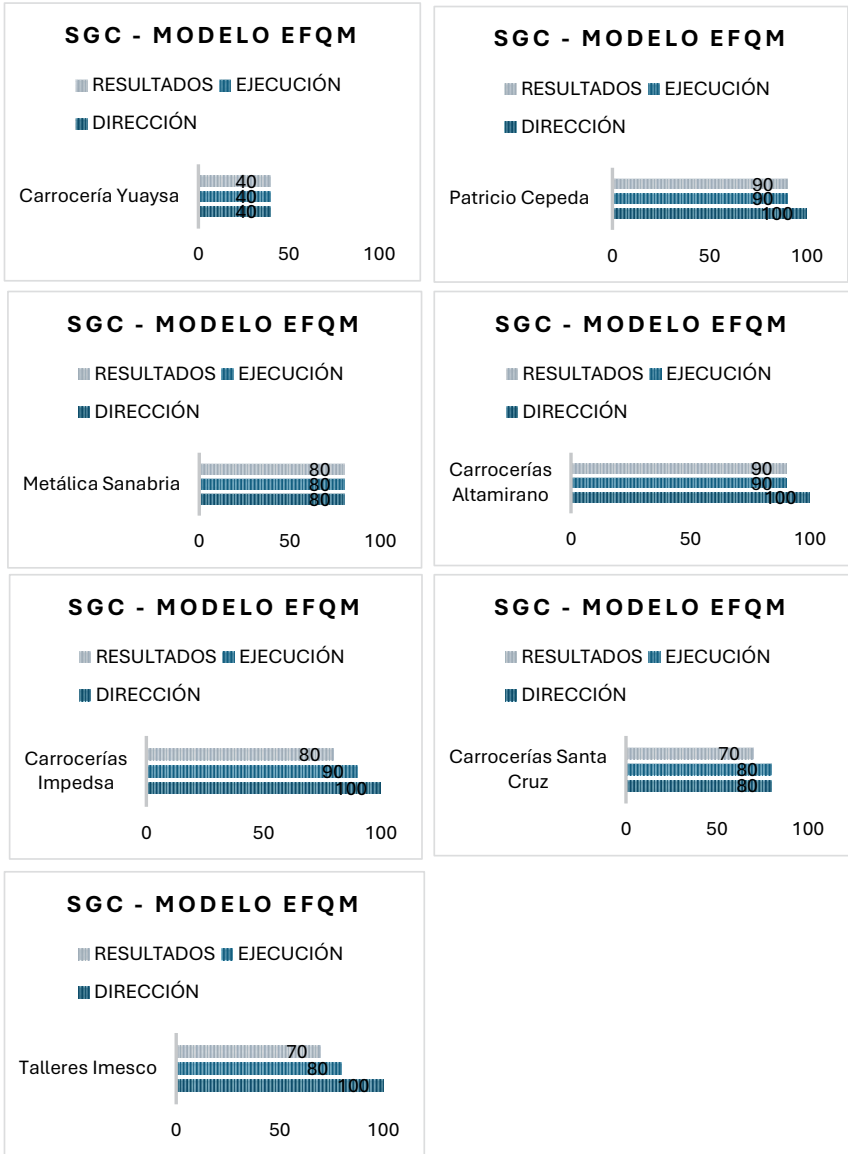 SGC - MODELO EFQM
RESULTADOS EJECUCIÓN
DIRECCIÓN
Carrocería Yuaysa
40
40
40
0 50 100
SGC - MODELO EFQM
RESULTADOS EJECUCIÓN
DIRECCIÓN
Patricio Cepeda
90
90
100
0 50 100
SGC - MODELO EFQM
RESULTADOS EJECUCIÓN
DIRECCIÓN
Metálica Sanabria
80
80
80
0 50 100
SGC - MODELO EFQM
RESULTADOS EJECUCIÓN
DIRECCIÓN
Carrocerías
Altamirano
90
90
100
0 50 100
SGC - MODELO EFQM
RESULTADOS EJECUCIÓN
DIRECCIÓN
Carrocerías
Impedsa
80
90
100
0 50 100
SGC - MODELO EFQM
RESULTADOS EJECUCIÓN
DIRECCIÓN
Carrocerías Santa
Cruz
70
80
80
0 50 100
SGC - MODELO EFQM
RESULTADOS EJECUCIÓN
DIRECCIÓN
Talleres Imesco
70
80
100
0 50 100